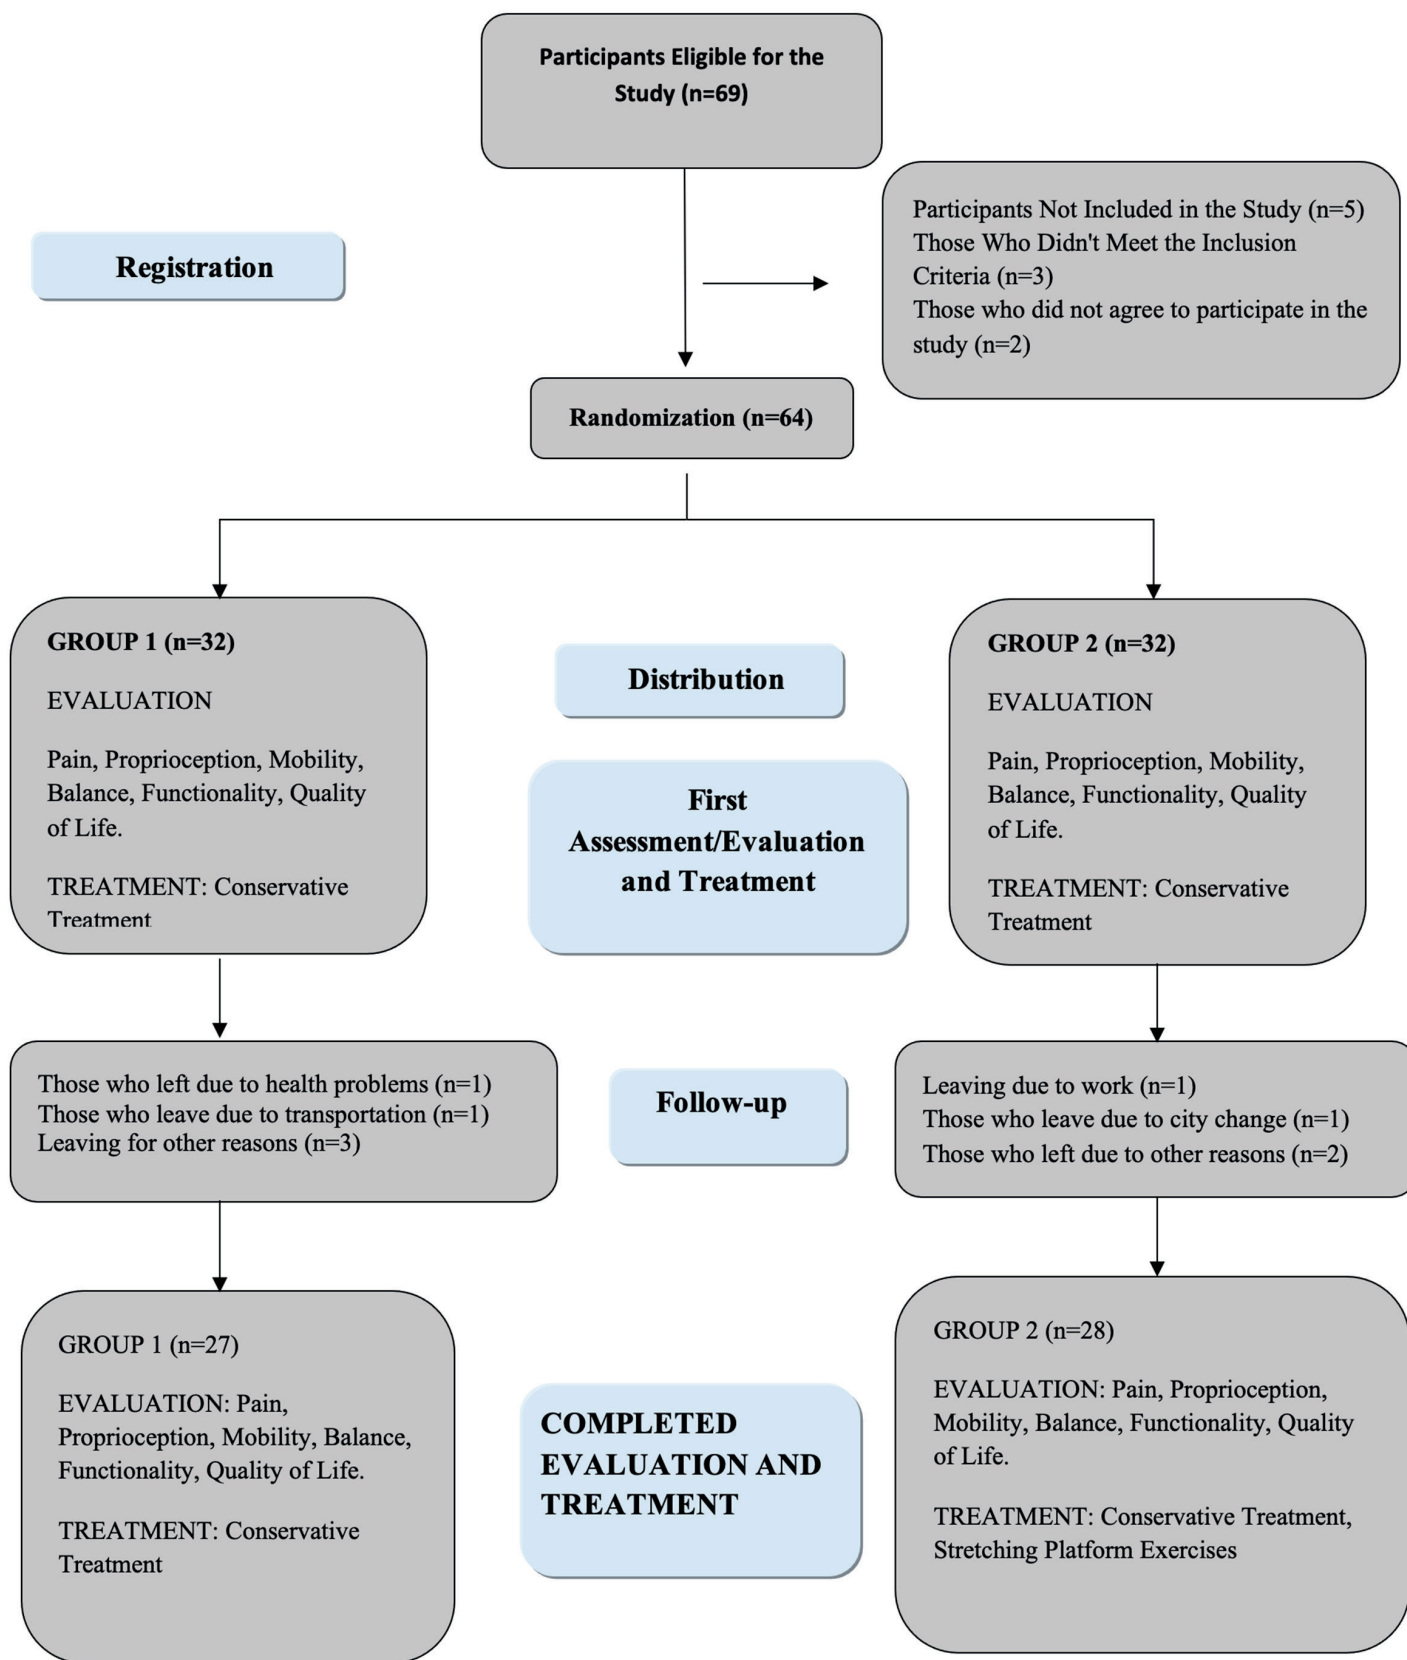 Participants Eligible for the
Study (n=69)
Participants Not Included in the Study (n=5)
Those Who Didn't Meet the Inclusion
Criteria (n=3)
Those who did not agree to participate in the
study (n=2)
Registration
Randomization (n=64)
GROUP 1 (n=32)
EVALUATION
Pain, Proprioception, Mobility,
Balance, Functionality, Quality
of Life.
TREATMENT: Conservative
Treatment
Distribution
First
Assessment/Evaluation
and Treatment
GROUP 2 (n=32)
EVALUATION
Pain, Proprioception, Mobility,
Balance, Functionality, Quality
of Life.
TREATMENT: Conservative
Treatment
Those who left due to health problems (n=1)
Those who leave due to transportation (n=1)
Leaving for other reasons (n=3)
Follow-up
Leaving due to work (n=1)
Those who leave due to city change (n=1)
Those who left due to other reasons (n=2)
GROUP 1 (n=27)
EVALUATION: Pain,
Proprioception, Mobility, Balance,
Functionality, Quality of Life.
TREATMENT: Conservative
Treatment
COMPLETED
EVALUATION AND
TREATMENT
GROUP 2 (n=28)
EVALUATION: Pain, Proprioception,
Mobility, Balance, Functionality, Quality
of Life.
TREATMENT: Conservative Treatment,
Stretching Platform Exercises